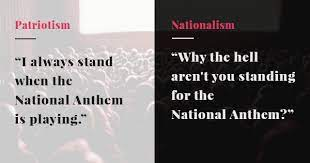 Patriotism
“I always stand
when the
National Anthem
is playing.”
Nationalism
“Why the hell
aren't you standing
for the
National Anthem?”